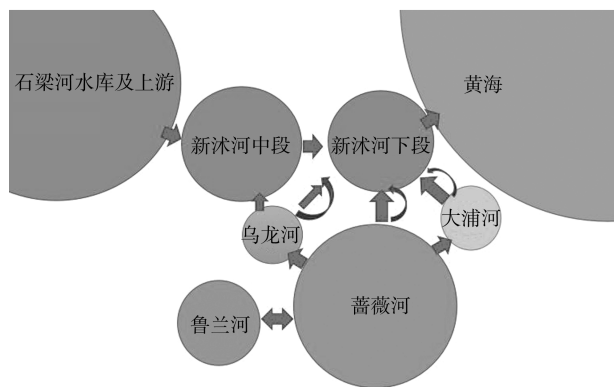 石梁河水库及上游
黄海
新沭河中段
新沭河下段
乌龙河
大浦河
鲁兰河
蔷薇河